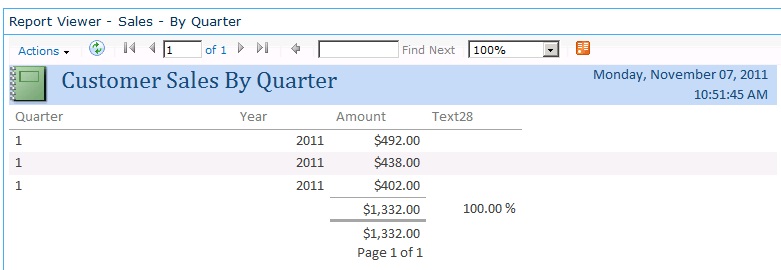 Report Viewer - Sales - By Quarter
Actions 1 of 1 Find Next 100%
Customer Sales By Quarter
Monday, November 07, 2011
10:51:45 AM
Quarter Year Amount Text28
1 2011 $492.00
1 2011 $438.00
1 2011 $402.00
$1,332.00 100.00 %
$1,332.00
Page 1 of 1